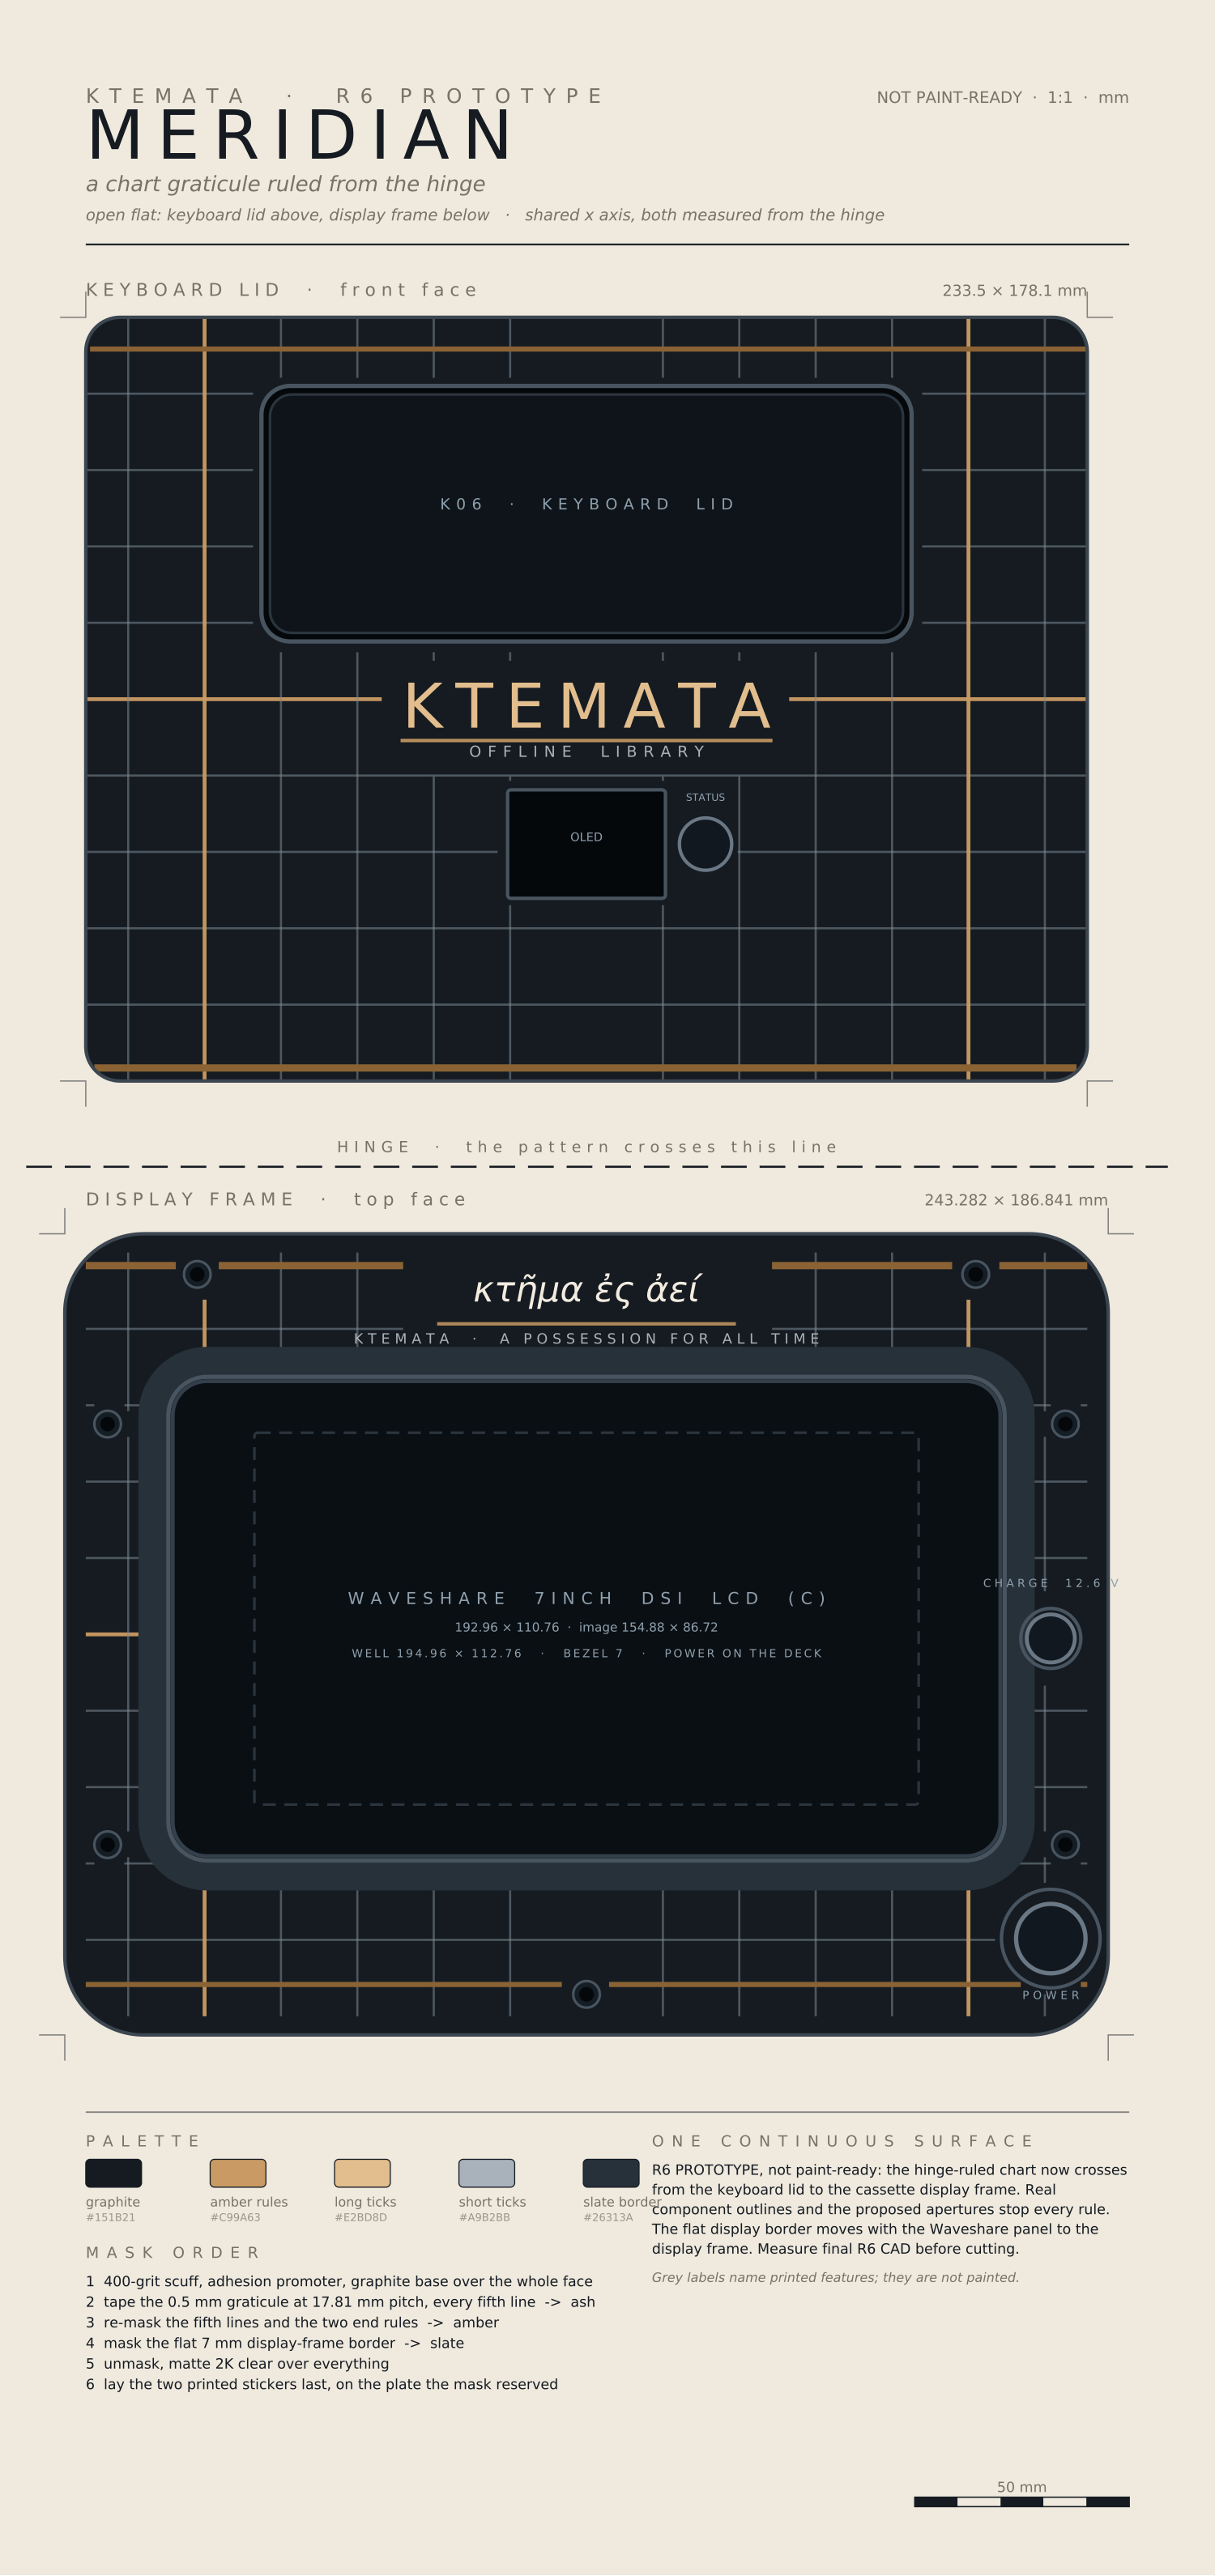 KTEMATA · R6 PROTOTYPE
NOT PAINT-READY · 1:1 · mm
MERIDIAN
a chart graticule ruled from the hinge
open flat: keyboard lid above, display frame below · shared x axis, both measured from the hinge
KEYBOARD LID · front face
233.5 × 178.1 mm
K06 · KEYBOARD LID
KTEMATA
OFFLINE LIBRARY
STATUS
OLED
HINGE · the pattern crosses this line
DISPLAY FRAME · top face
243.282 × 186.841 mm
κτῆμα ἐς ἀεί
KTEMATA · A POSSESSION FOR ALL TIME
CHARGE 12.6 V
WAVESHARE 7INCH DSI LCD (C)
192.96 × 110.76 · image 154.88 × 86.72
WELL 194.96 × 112.76 · BEZEL 7 · POWER ON THE DECK
POWER
PALETTE
graphite
#151B21
amber rules
#C99A63
long ticks
#E2BD8D
short ticks
#A9B2BB
slate border
#26313A
MASK ORDER
1 400-grit scuff, adhesion promoter, graphite base over the whole face
2 tape the 0.5 mm graticule at 17.81 mm pitch, every fifth line -> ash
3 re-mask the fifth lines and the two end rules -> amber
4 mask the flat 7 mm display-frame border -> slate
5 unmask, matte 2K clear over everything
6 lay the two printed stickers last, on the plate the mask reserved
ONE CONTINUOUS SURFACE
R6 PROTOTYPE, not paint-ready: the hinge-ruled chart now crosses
from the keyboard lid to the cassette display frame. Real
component outlines and the proposed apertures stop every rule.
The flat display border moves with the Waveshare panel to the
display frame. Measure final R6 CAD before cutting.
Grey labels name printed features; they are not painted.
50 mm